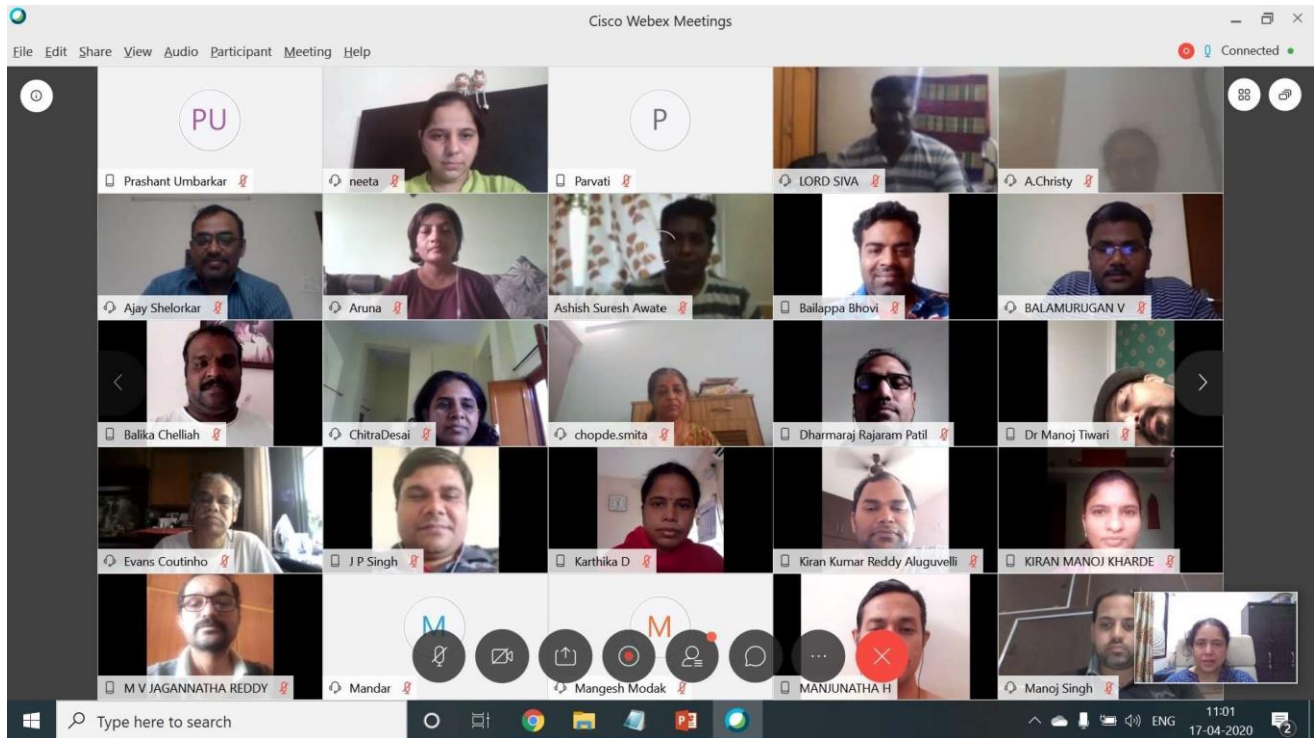 Cisco Webex Meetings
File Edit Share View Audio Participant Meeting Help
Connected
PU
P
Prashant Umbarkar
neeta
Parvati
LORD SIVA
A.Christy
Ajay Shelorkar
Aruna
Ashish Suresh Awate
Bailappa Bhovi
BALAMURUGAN V
Balika Chelliah
ChitraDesai
chopde.smita
Dharmaraj Rajaram Patil
Dr Manoj Tiwari
Evans Coutinho
J P Singh
Karthika D
Kiran Kumar Reddy Aluguvelli
KIRAN MANOJ KHARDE
M
M
M V JAGANNATHA REDDY
Mandar
Mangesh Modak
MANJUNATHA H
Manoj Singh
Type here to search
ENG
11:01
17-04-2020
2